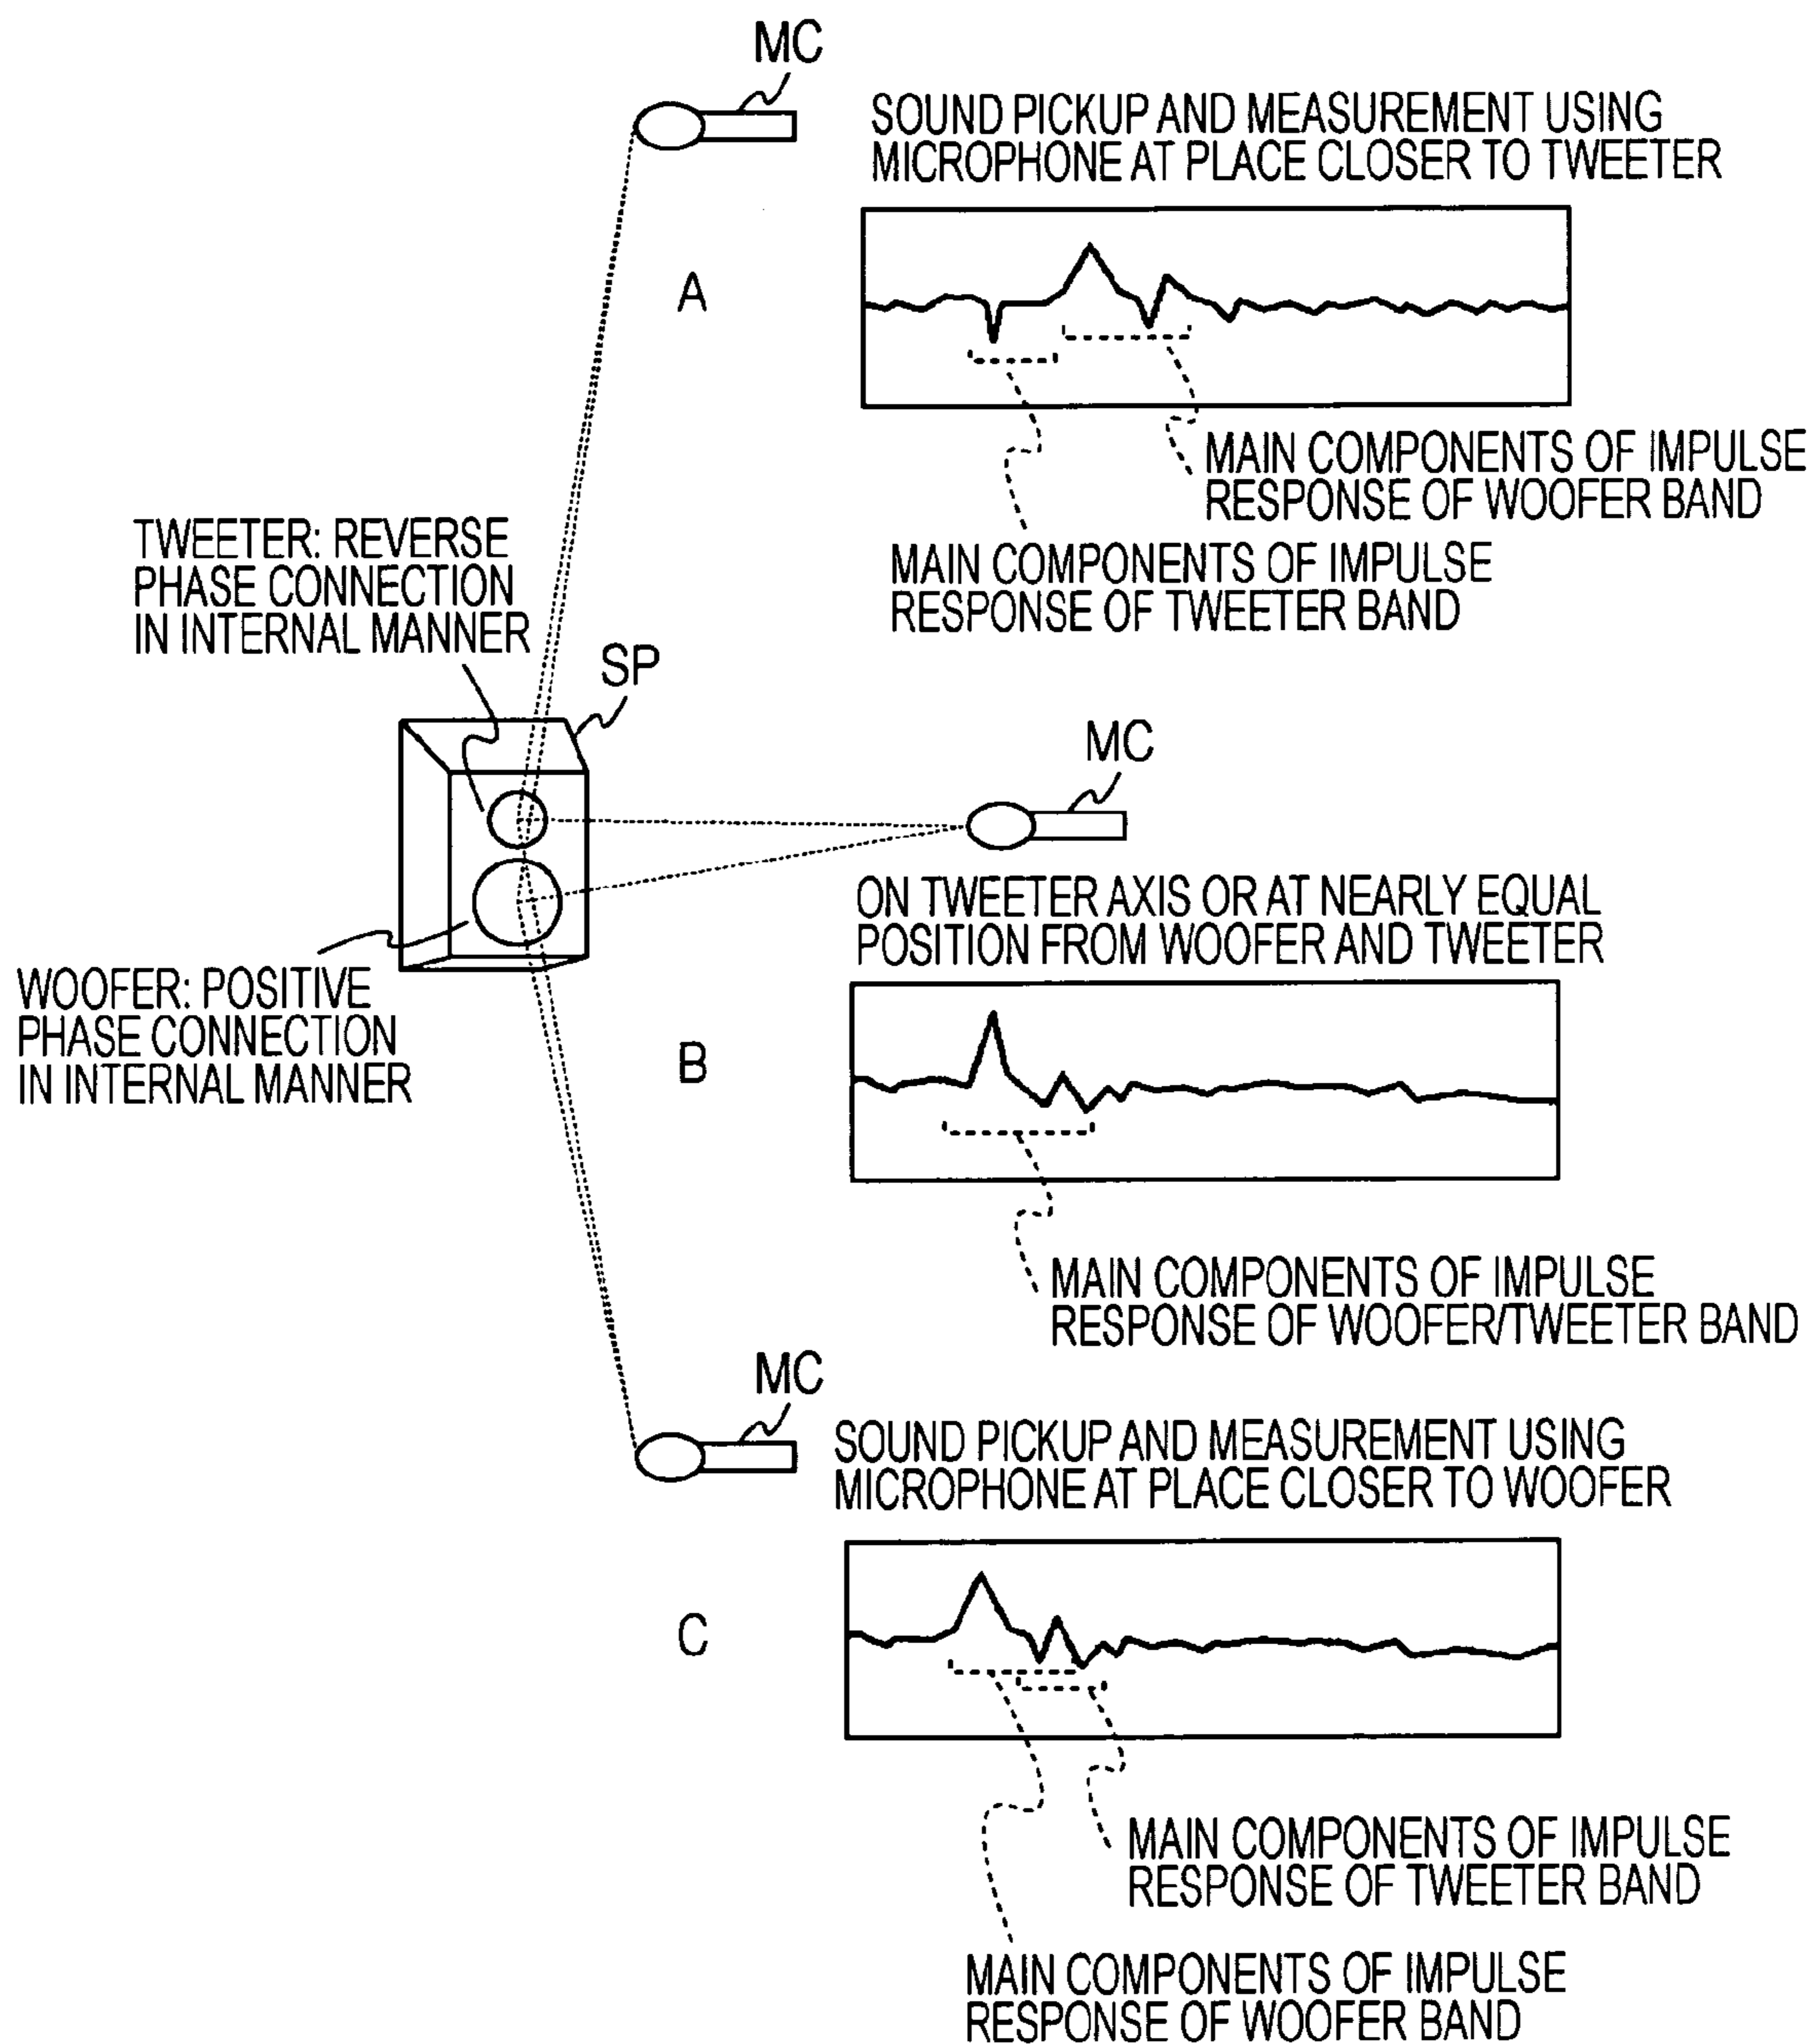 MC
SOUND PICKUP AND MEASUREMENT USING
MICROPHONE AT PLACE CLOSER TO TWEETER
A
MAIN COMPONENTS OF IMPULSE
RESPONSE OF WOOFER BAND
MAIN COMPONENTS OF IMPULSE
RESPONSE OF TWEETER BAND
TWEETER: REVERSE
PHASE CONNECTION
IN INTERNAL MANNER
SP
MC
ON TWEETER AXIS OR AT NEARLY EQUAL
POSITION FROM WOOFER AND TWEETER
WOOFER: POSITIVE
PHASE CONNECTION
IN INTERNAL MANNER
B
MAIN COMPONENTS OF IMPULSE
RESPONSE OF WOOFER/TWEETER BAND
MC
SOUND PICKUP AND MEASUREMENT USING
MICROPHONE AT PLACE CLOSER TO WOOFER
C
MAIN COMPONENTS OF IMPULSE
RESPONSE OF TWEETER BAND
MAIN COMPONENTS OF IMPULSE
RESPONSE OF WOOFER BAND